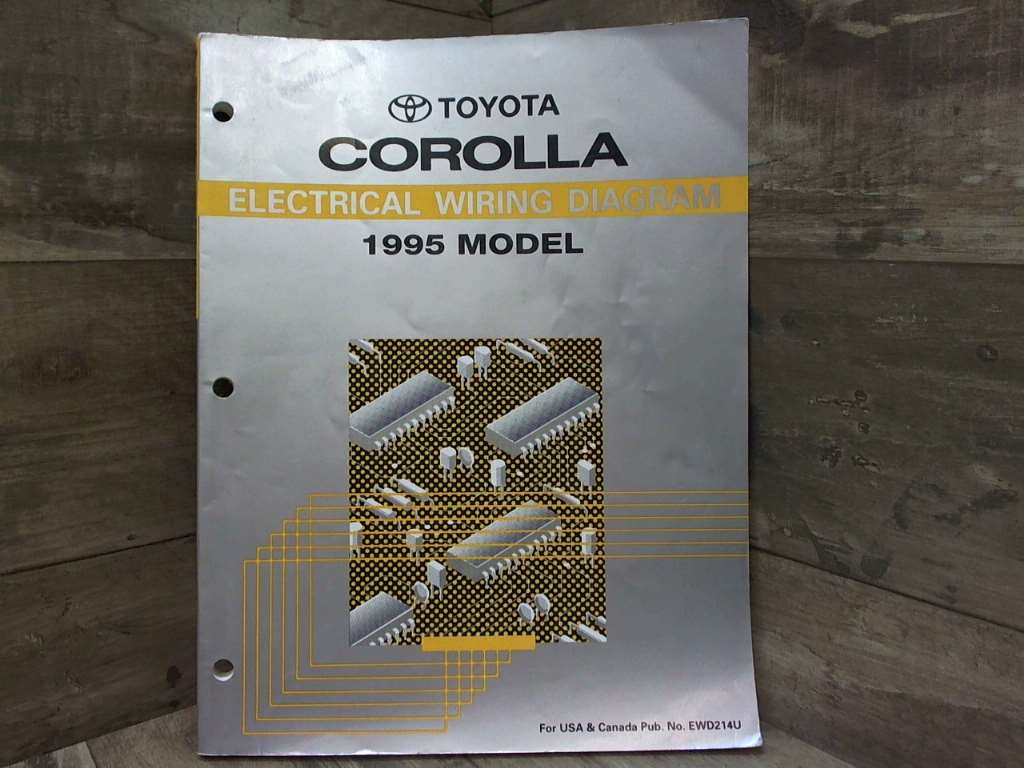 TOYOTA
COROLLA
ELECTRICAL WIRING DIAGRAM
1995 MODEL
For USA & Canada Pub. No. EWD214U